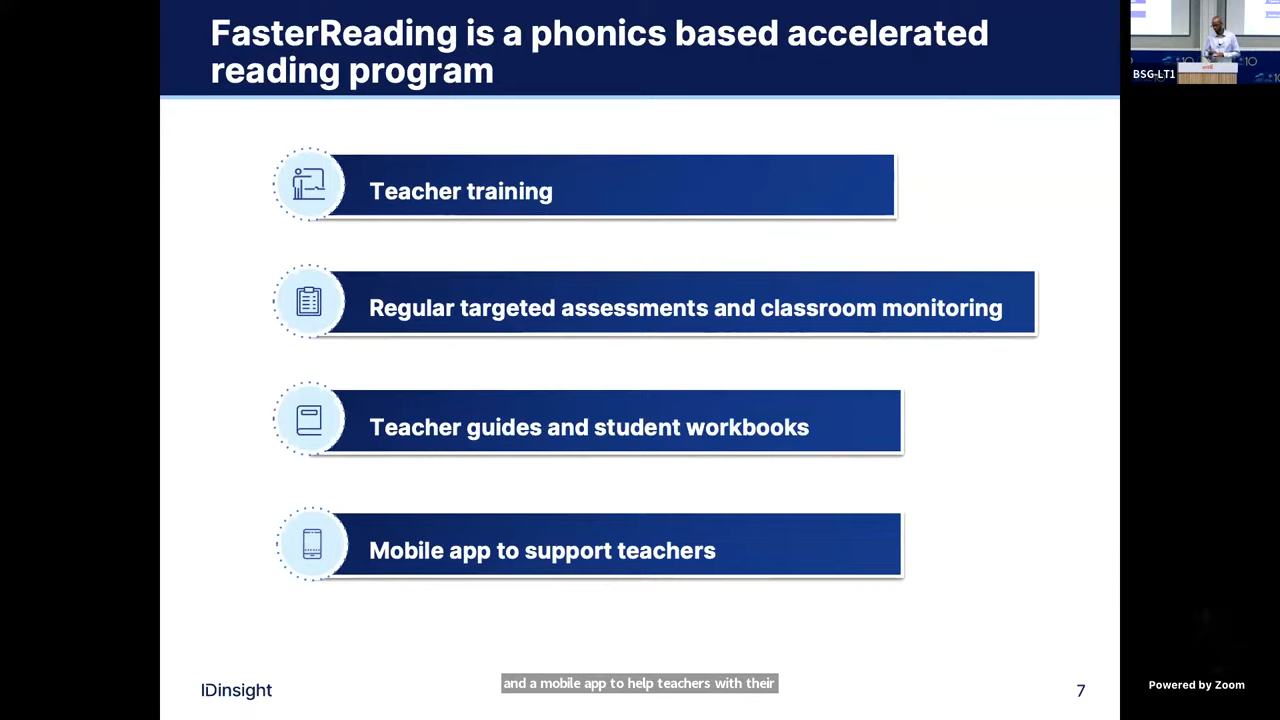 FasterReading is a phonics based accelerated
reading program
BSG-LT1
Teacher training
Regular targeted assessments and classroom monitoring
Teacher guides and student workbooks
Mobile app to support teachers
and a mobile app to help teachers with their
IDinsight
7
Powered by Zoom